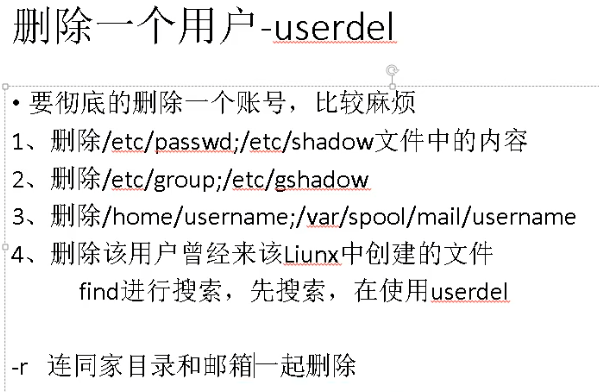 删除一个用户-userdel
• 要彻底的删除一个账号，比较麻烦
1、删除/etc/passwd;/etc/shadow文件中的内容
2、删除/etc/group;/etc/gshadow
3、删除/home/username;/var/spool/mail/username
4、删除该用户曾经来该Liunx中创建的文件
find进行搜索，先搜索，在使用userdel
-r 连同家目录和邮箱一起删除